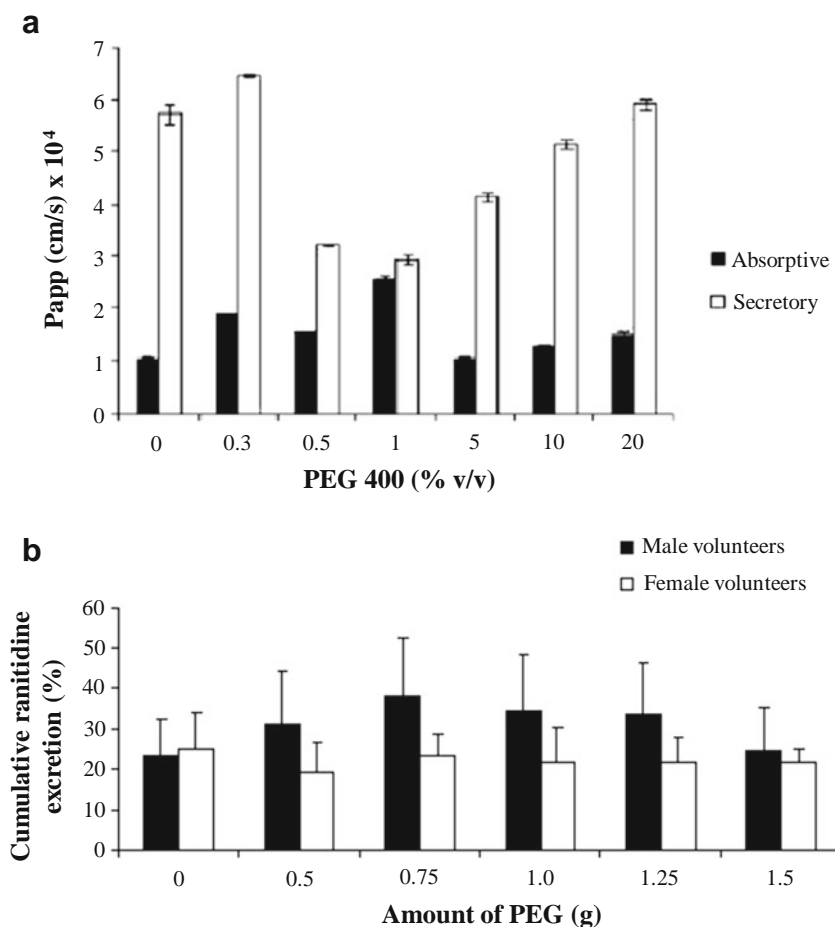 a
Papp (cm/s) x 10⁴
7
6
5
4
3
2
1
0
0 0.3 0.5 1 5 10 20
PEG 400 (% v/v)
Absorptive
Secretory
b
Male volunteers
Female volunteers
Cumulative ranitidine
excretion (%)
60
50
40
30
20
10
0
0 0.5 0.75 1.0 1.25 1.5
Amount of PEG (g)